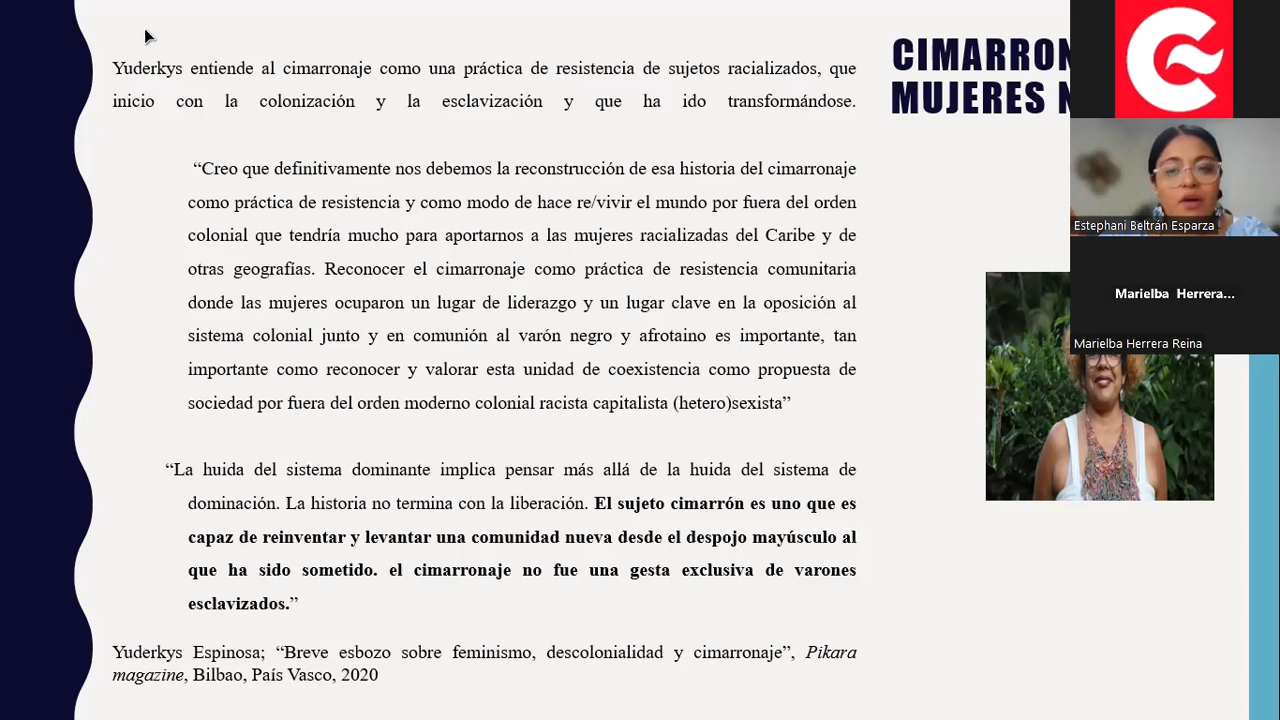 CIMARRON
MUJERES N
Yuderkys entiende al cimarronaje como una práctica de resistencia de sujetos racializados, que
inicio con la colonización y la esclavización y que ha ido transformándose.
“Creo que definitivamente nos debemos la reconstrucción de esa historia del cimarronaje
como práctica de resistencia y como modo de hace re/vivir el mundo por fuera del orden
colonial que tendría mucho para aportarnos a las mujeres racializadas del Caribe y de
otras geografías. Reconocer el cimarronaje como práctica de resistencia comunitaria
donde las mujeres ocuparon un lugar de liderazgo y un lugar clave en la oposición al
sistema colonial junto y en comunión al varón negro y afrotaino es importante, tan
importante como reconocer y valorar esta unidad de coexistencia como propuesta de
sociedad por fuera del orden moderno colonial racista capitalista (hetero)sexista”
“La huida del sistema dominante implica pensar más allá de la huida del sistema de
dominación. La historia no termina con la liberación. El sujeto cimarrón es uno que es
capaz de reinventar y levantar una comunidad nueva desde el despojo mayúsculo al
que ha sido sometido. el cimarronaje no fue una gesta exclusiva de varones
esclavizados.”
Yuderkys Espinosa; “Breve esbozo sobre feminismo, descolonialidad y cimarronaje”, Pikara
magazine, Bilbao, País Vasco, 2020
Estephani Beltrán Esparza
Marielba Herrera...
Marielba Herrera Reina